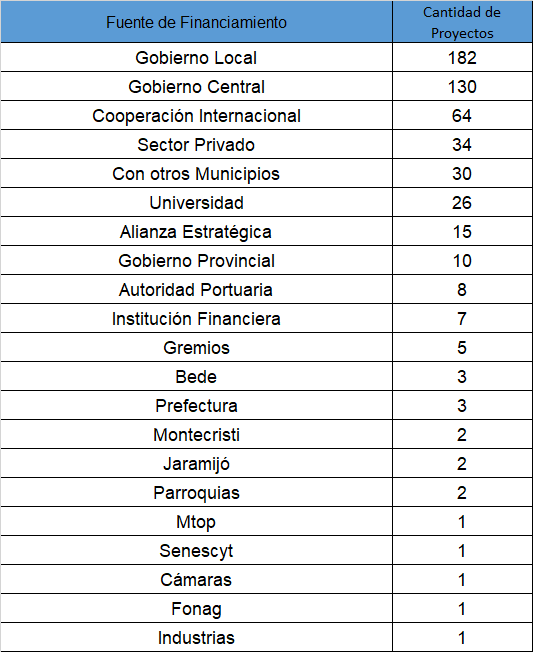 Fuente de Financiamiento Cantidad de Proyectos
Gobierno Local 182
Gobierno Central 130
Cooperación Internacional 64
Sector Privado 34
Con otros Municipios 30
Universidad 26
Alianza Estratégica 15
Gobierno Provincial 10
Autoridad Portuaria 8
Institución Financiera 7
Gremios 5
Bede 3
Prefectura 3
Montecristi 2
Jaramijó 2
Parroquias 2
Mtop 1
Senescyt 1
Cámaras 1
Fonag 1
Industrias 1